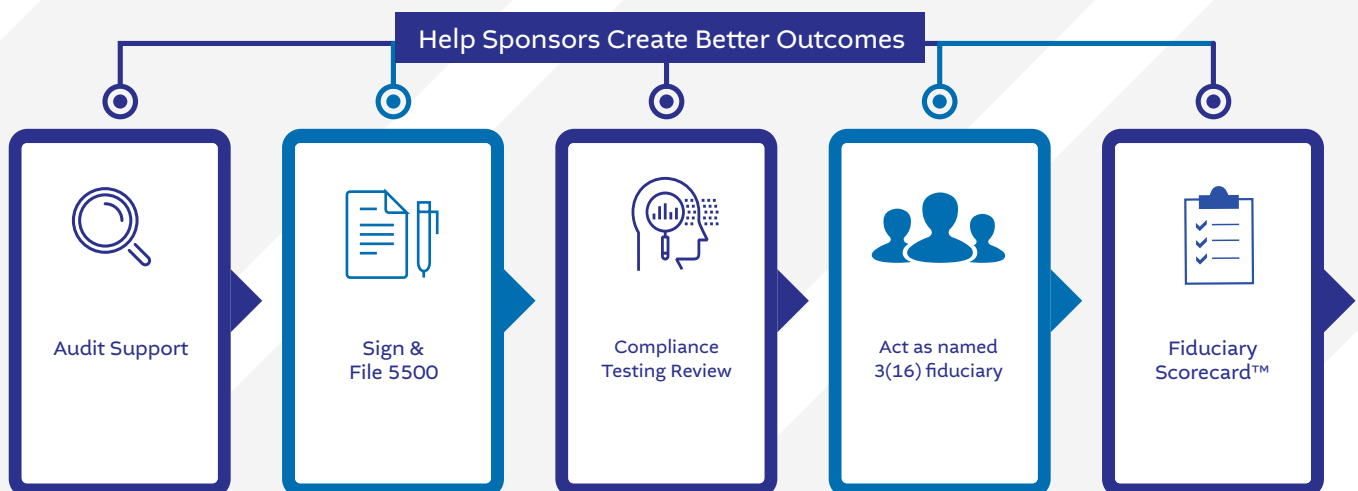 Help Sponsors Create Better Outcomes
Audit Support
Sign &
File 5500
Compliance
Testing Review
Act as named
3(16) fiduciary
Fiduciary
Scorecard™